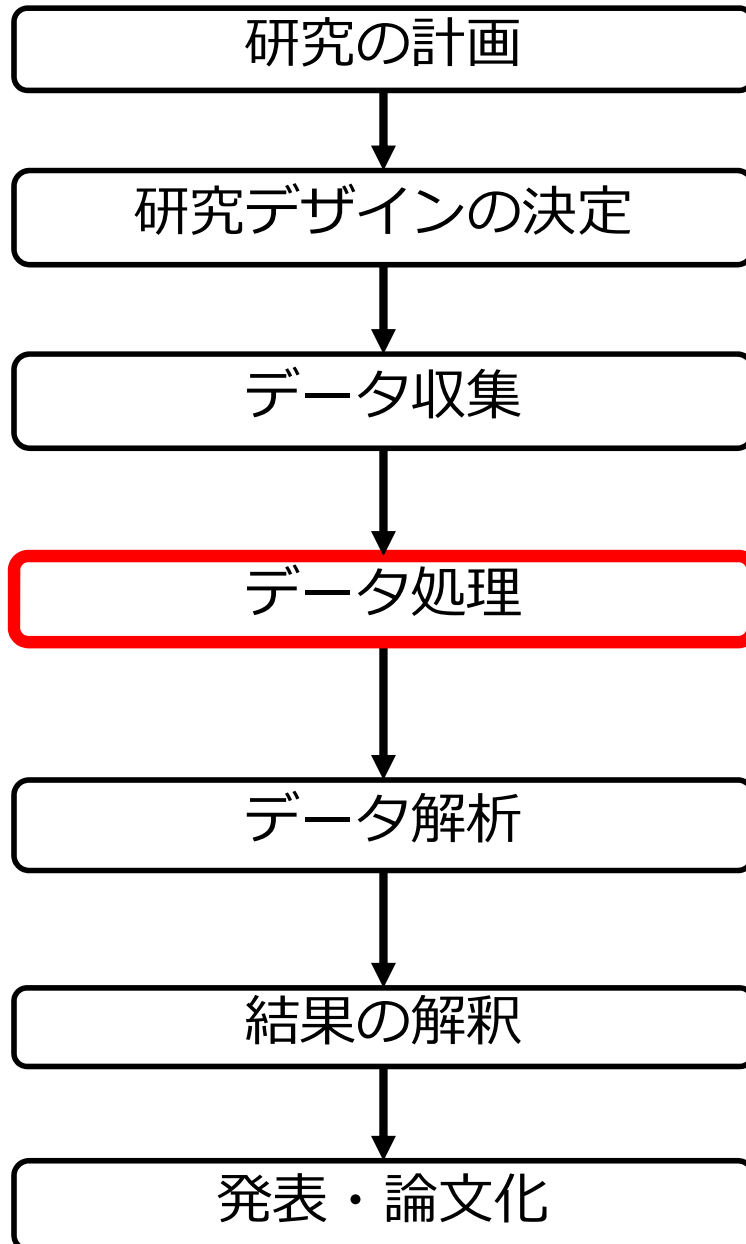 研究の計画
研究デザインの決定
データ収集
データ処理
データ解析
結果の解釈
発表・論文化